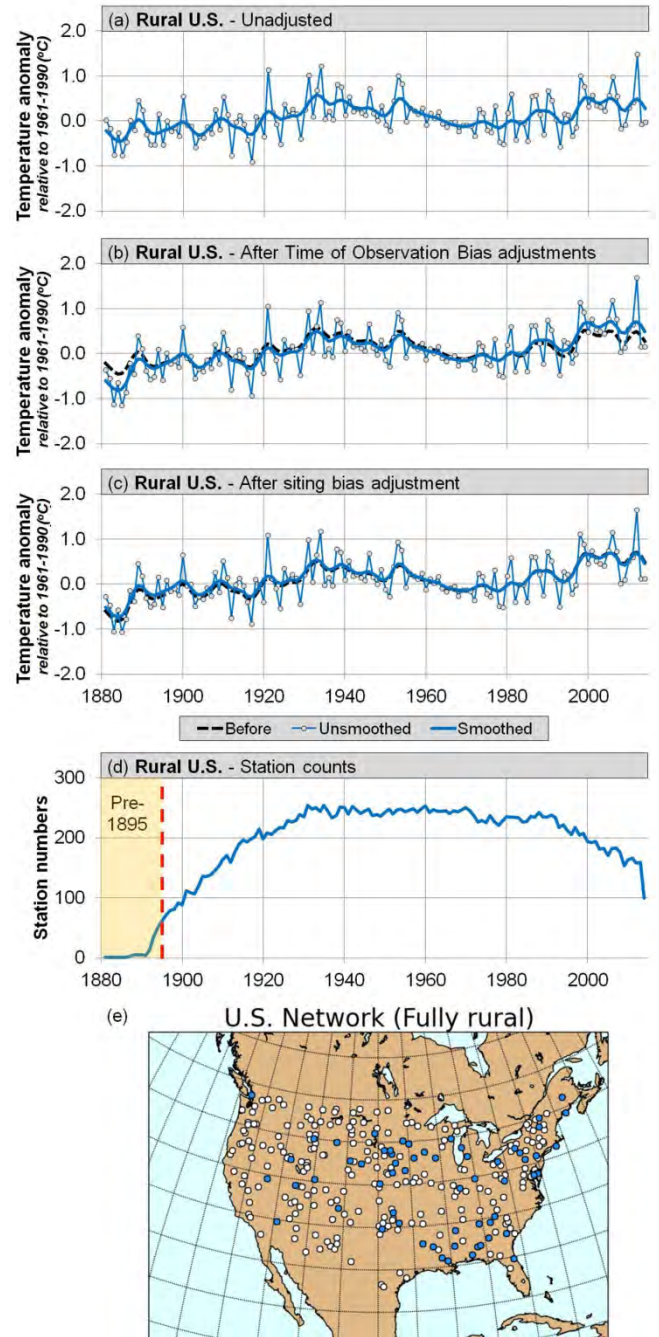 (a) Rural U.S. - Unadjusted
Temperature anomaly
relative to 1961-1990 (ºC)
2.0
1.0
0.0
-1.0
-2.0
(b) Rural U.S. - After Time of Observation Bias adjustments
Temperature anomaly
relative to 1961-1990 (ºC)
2.0
1.0
0.0
-1.0
-2.0
(c) Rural U.S. - After siting bias adjustment
Temperature anomaly
relative to 1961-1990 (ºC)
2.0
1.0
0.0
-1.0
-2.0
1880 1900 1920 1940 1960 1980 2000
Before Unsmoothed Smoothed
(d) Rural U.S. - Station counts
Station numbers
300
200
100
0
Pre-
1895
1880 1900 1920 1940 1960 1980 2000
(e) U.S. Network (Fully rural)